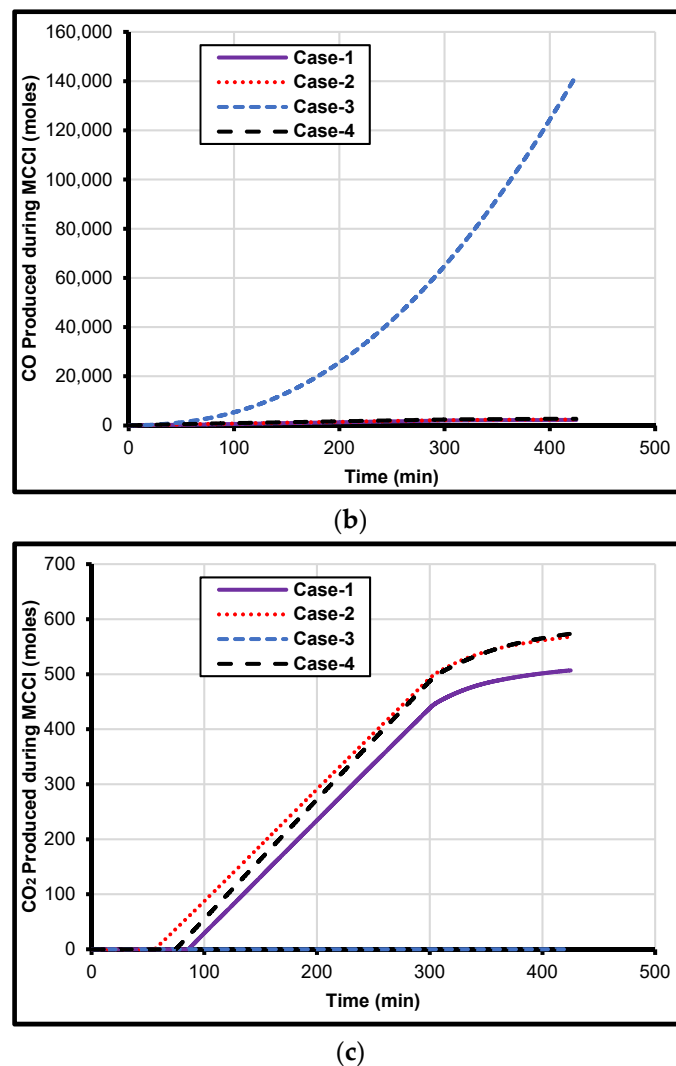 160,000
140,000
120,000
100,000
80,000
60,000
40,000
20,000
0
CO Produced during MCCI (moles)
Case-1
Case-2
Case-3
Case-4
0 100 200 300 400 500
Time (min)
(b)
700
600
500
400
300
200
100
0
CO2 Produced during MCCI (moles)
Case-1
Case-2
Case-3
Case-4
0 100 200 300 400 500
Time (min)
(c)